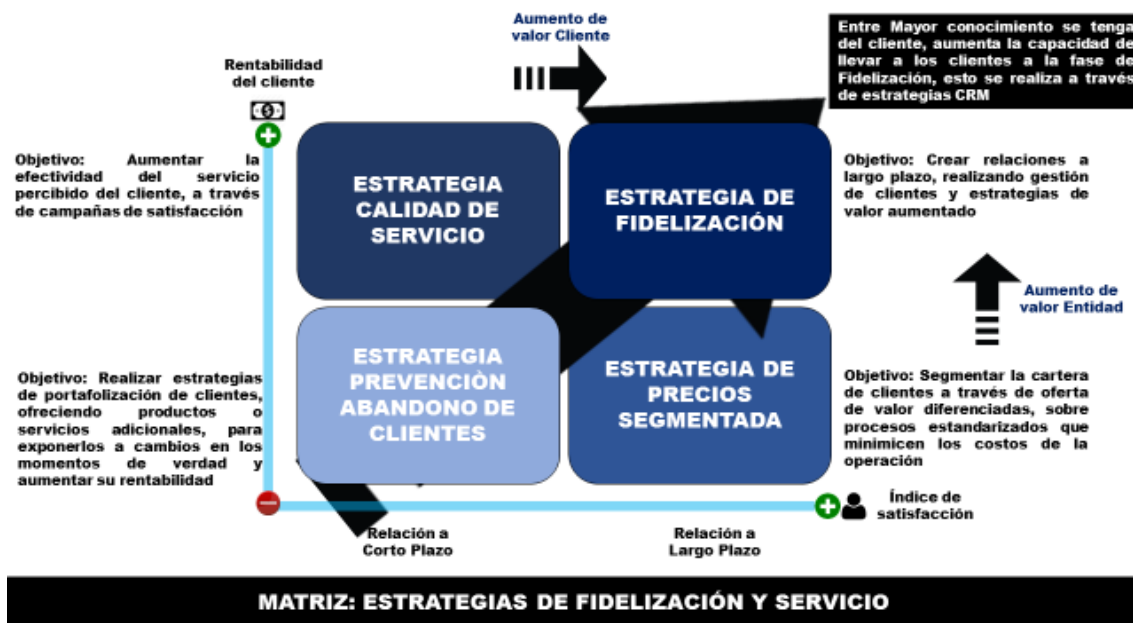 Aumento de
valor Cliente
Entre Mayor conocimiento se tenga
del cliente, aumenta la capacidad de
llevar a los clientes a la fase de
Fidelización, esto se realiza a través
de estrategias CRM
Rentabilidad
del cliente
Objetivo: Aumentar la
efectividad del servicio
percibido del cliente, a través
de campañas de satisfacción
ESTRATEGIA
CALIDAD DE
SERVICIO
ESTRATEGIA DE
FIDELIZACIÓN
Objetivo: Crear relaciones a
largo plazo, realizando gestión
de clientes y estrategias de
valor aumentado
Aumento de
valor Entidad
Objetivo: Realizar estrategias
de portafolización de clientes,
ofreciendo productos o
servicios adicionales, para
exponerlos a cambios en los
momentos de verdad y
aumentar su rentabilidad
ESTRATEGIA
PREVENCIÒN
ABANDONO DE
CLIENTES
ESTRATEGIA DE
PRECIOS
SEGMENTADA
Objetivo: Segmentar la cartera
de clientes a través de oferta
de valor diferenciadas, sobre
procesos estandarizados que
minimicen los costos de la
operación
Índice de
satisfacción
Relación a
Corto Plazo
Relación a
Largo Plazo
MATRIZ: ESTRATEGIAS DE FIDELIZACIÓN Y SERVICIO